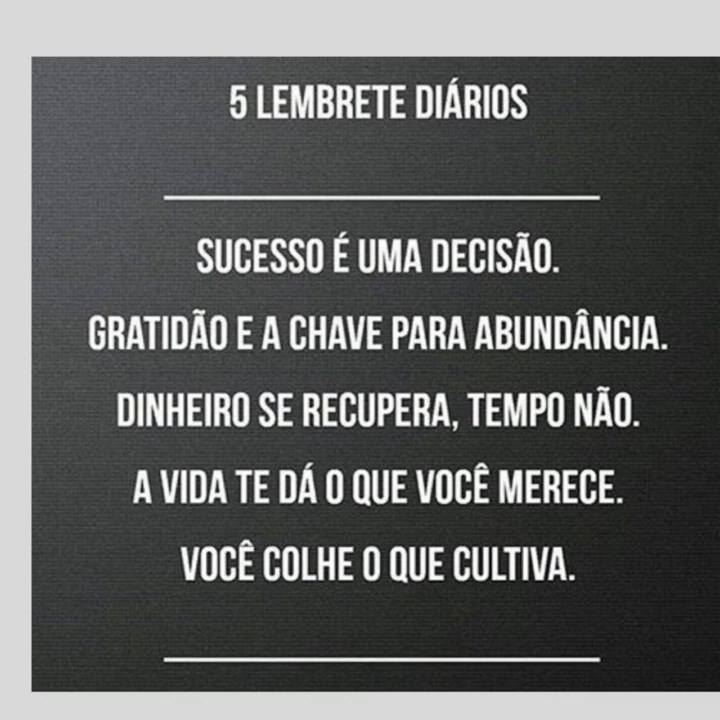 5 LEMBRETE DIÁRIOS
SUCESSO É UMA DECISÃO.
GRATIDÃO E A CHAVE PARA ABUNDÂNCIA.
DINHEIRO SE RECUPERA, TEMPO NÃO.
A VIDA TE DÁ O QUE VOCÊ MERECE.
VOCÊ COLHE O QUE CULTIVA.